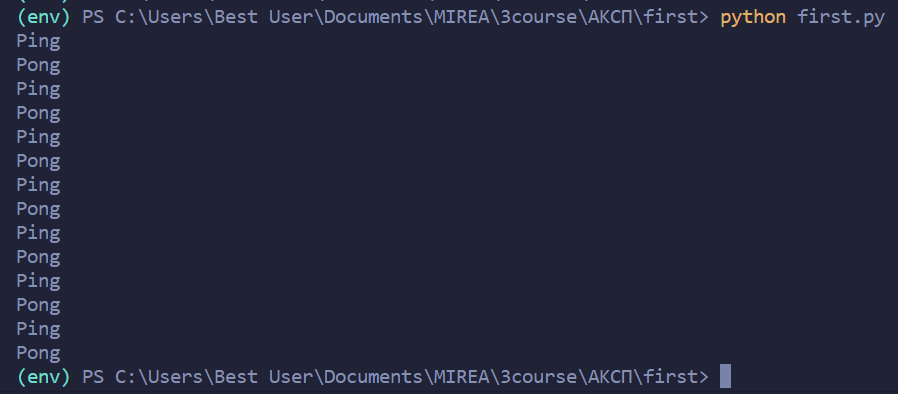 (env) PS C:\Users\Best User\Documents\MIREA\3course\АКСП\first> python first.py
Ping
Pong
Ping
Pong
Ping
Pong
Ping
Pong
Ping
Pong
Ping
Pong
Ping
Pong
(env) PS C:\Users\Best User\Documents\MIREA\3course\АКСП\first>